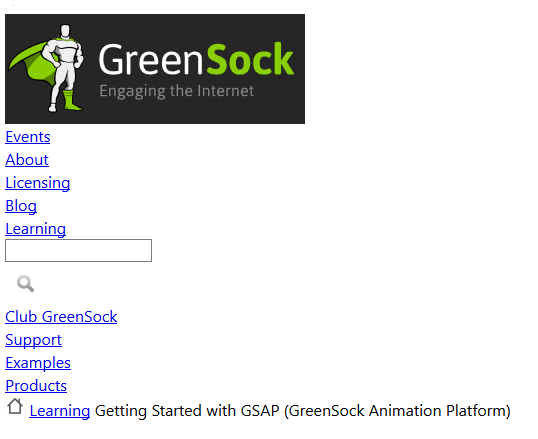 GreenSock
Engaging the Internet
Events
About
Licensing
Blog
Learning
Club GreenSock
Support
Examples
Products
Learning Getting Started with GSAP (GreenSock Animation Platform)